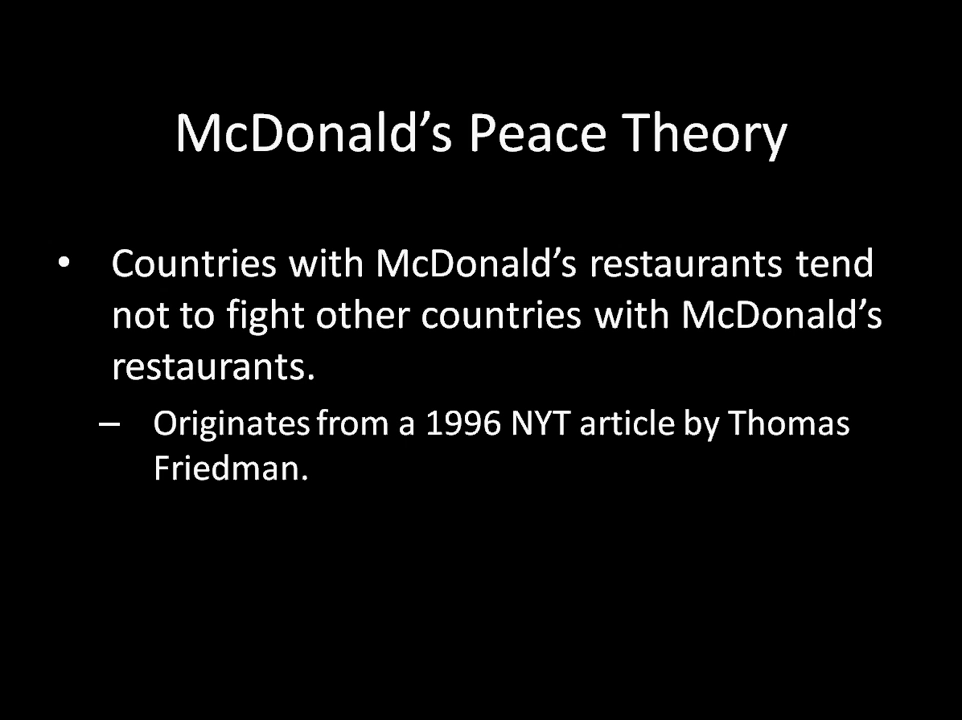 McDonald’s Peace Theory
• Countries with McDonald’s restaurants tend
not to fight other countries with McDonald’s
restaurants.
– Originates from a 1996 NYT article by Thomas
Friedman.